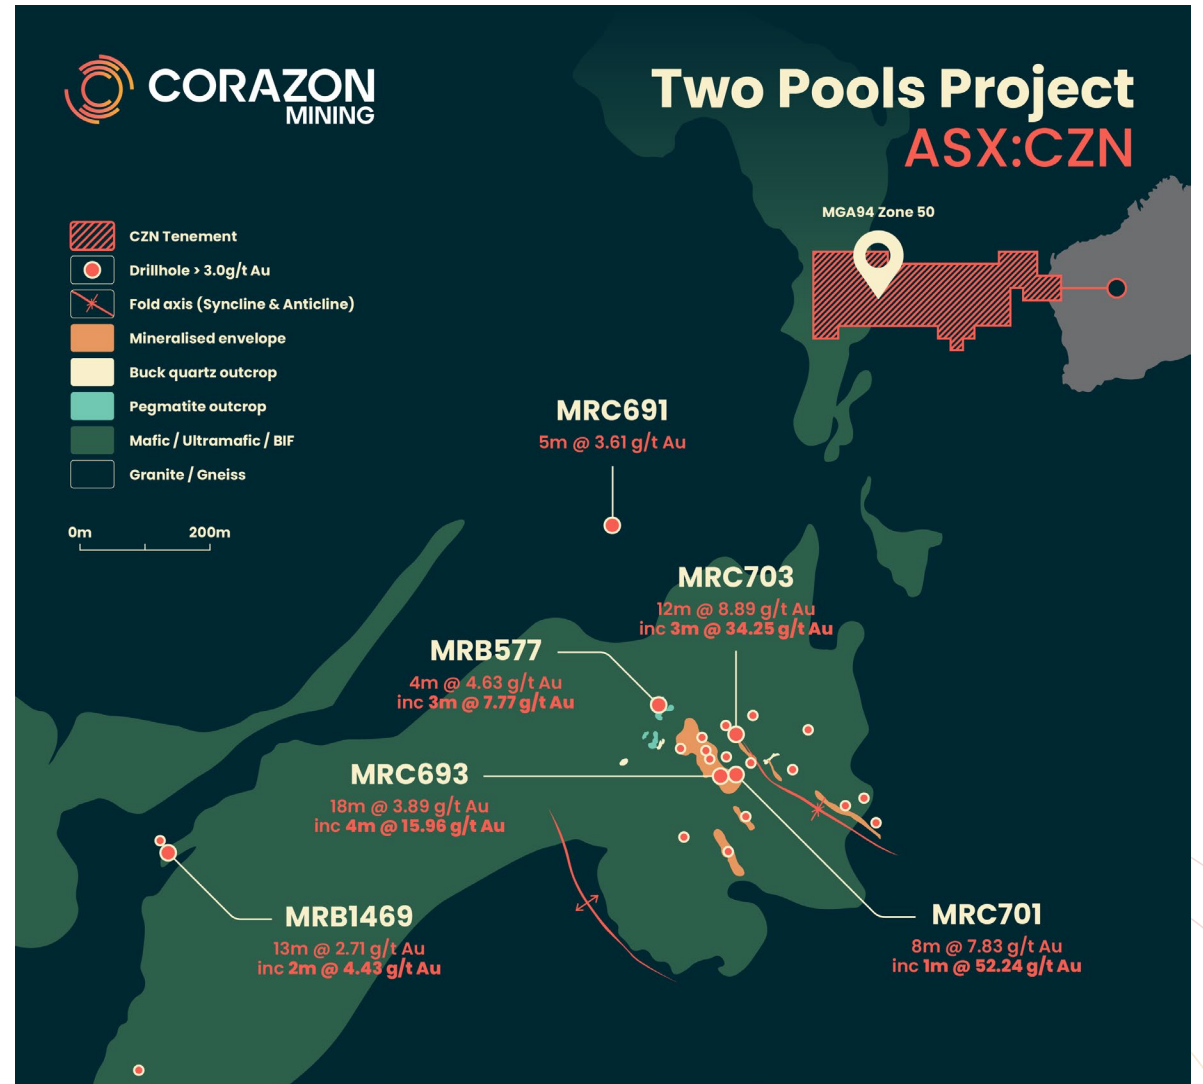 CORAZON
MINING
Two Pools Project
ASX:CZN
MGA94 Zone 50
CZN Tenement
Drillhole > 3.0g/t Au
Fold axis (Syncline & Anticline)
Mineralised envelope
Buck quartz outcrop
Pegmatite outcrop
Mafic / Ultramafic / BIF
Granite / Gneiss
0m 200m
MRC691
5m @ 3.61 g/t Au
MRC703
12m @ 8.89 g/t Au
inc 3m @ 34.25 g/t Au
MRB577
4m @ 4.63 g/t Au
inc 3m @ 7.77 g/t Au
MRC693
18m @ 3.89 g/t Au
inc 4m @ 15.96 g/t Au
MRB1469
13m @ 2.71 g/t Au
inc 2m @ 4.43 g/t Au
MRC701
8m @ 7.83 g/t Au
inc 1m @ 52.24 g/t Au